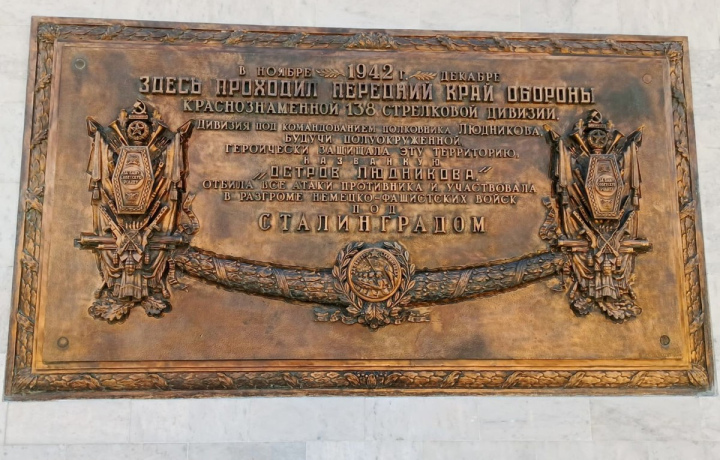 В НОЯБРЕ 1942 Г. ДЕКАБРЕ
ЗДЕСЬ ПРОХОДИЛ ПЕРЕДНИЙ КРАЙ ОБОРОНЫ
КРАСНОЗНАМЕННОЙ 138 СТРЕЛКОВОЙ ДИВИЗИИ.
ДИВИЗИЯ ПОД КОМАНДОВАНИЕМ ПОЛКОВНИКА ЛЮДНИКОВА,
БУДУЧИ ПОЛУОКРУЖЕННОЙ,
ГЕРОИЧЕСКИ ЗАЩИЩАЛА ЭТУ ТЕРРИТОРИЮ,
НАЗВАННУЮ
"ОСТРОВ ЛЮДНИКОВА"
ОТБИЛА ВСЕ АТАКИ ПРОТИВНИКА И УЧАСТВОВАЛА
В РАЗГРОМЕ НЕМЕЦКО-ФАШИСТСКИХ ВОЙСК
ПОД
СТАЛИНГРАДОМ